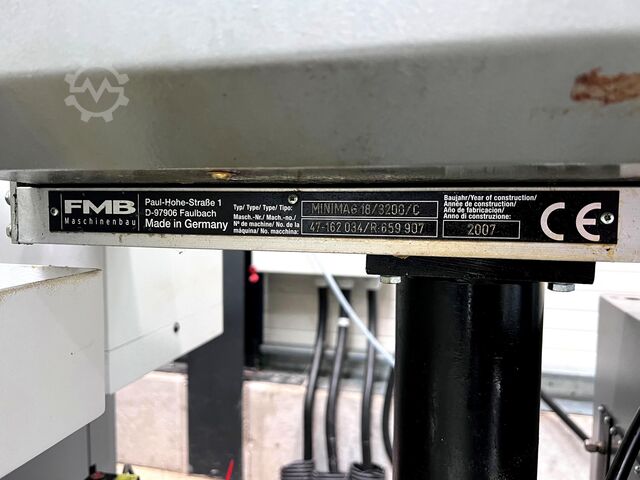 FMB
Maschinenbau
Paul-Hohe-Straße 1
D-97906 Faulbach
Made in Germany
Typ/Type/Type/Tipo:
MINIMAG 18/3200/C
Masch.-Nr./Mach.-no./
Nº de machine/No. de la
máquina/No. macchina:
47-162 034/R 659 907
Baujahr/Year of construction/
Année de construction/
Año de fabricación/
Anno di construzione:
2007
CE